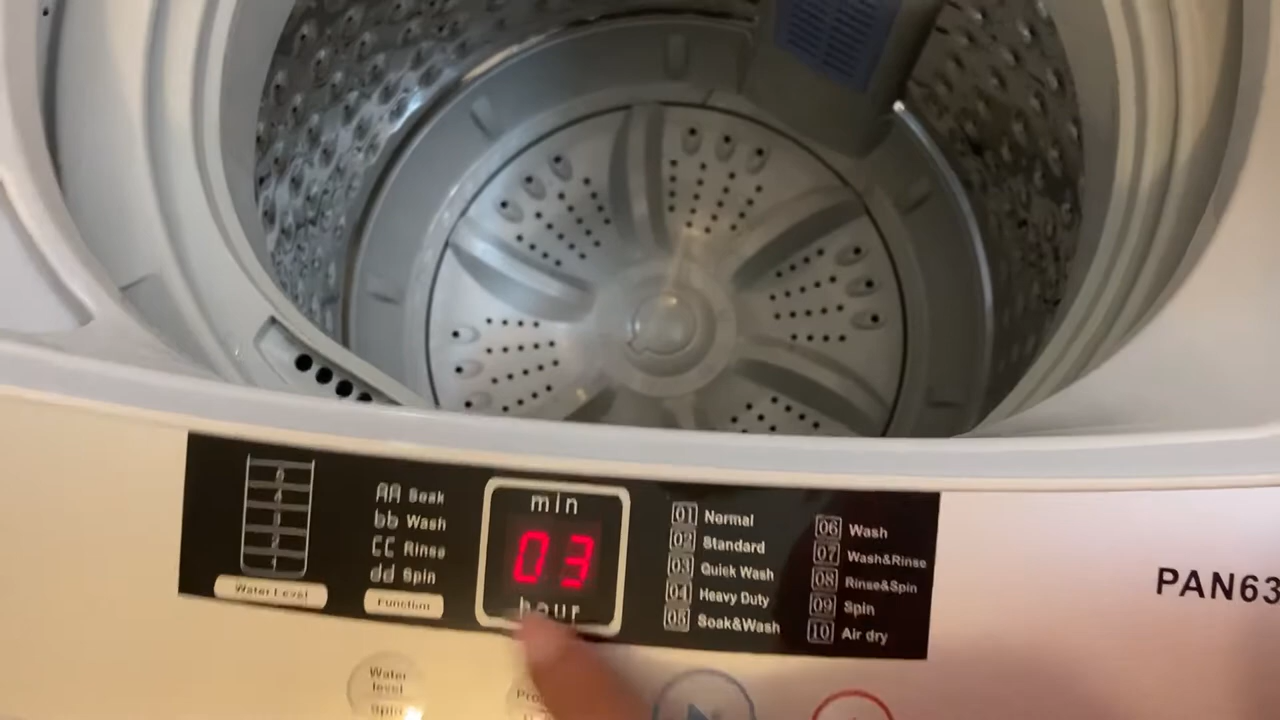 AA Soak
bb Wash
CC Rinse
dd Spin
Water Level
Function
min
03
hour
01 Normal
02 Standard
03 Quick Wash
04 Heavy Duty
05 Soak&Wash
06 Wash
07 Wash&Rinse
08 Rinse&Spin
09 Spin
10 Air dry
PAN63
Water
level
Spin